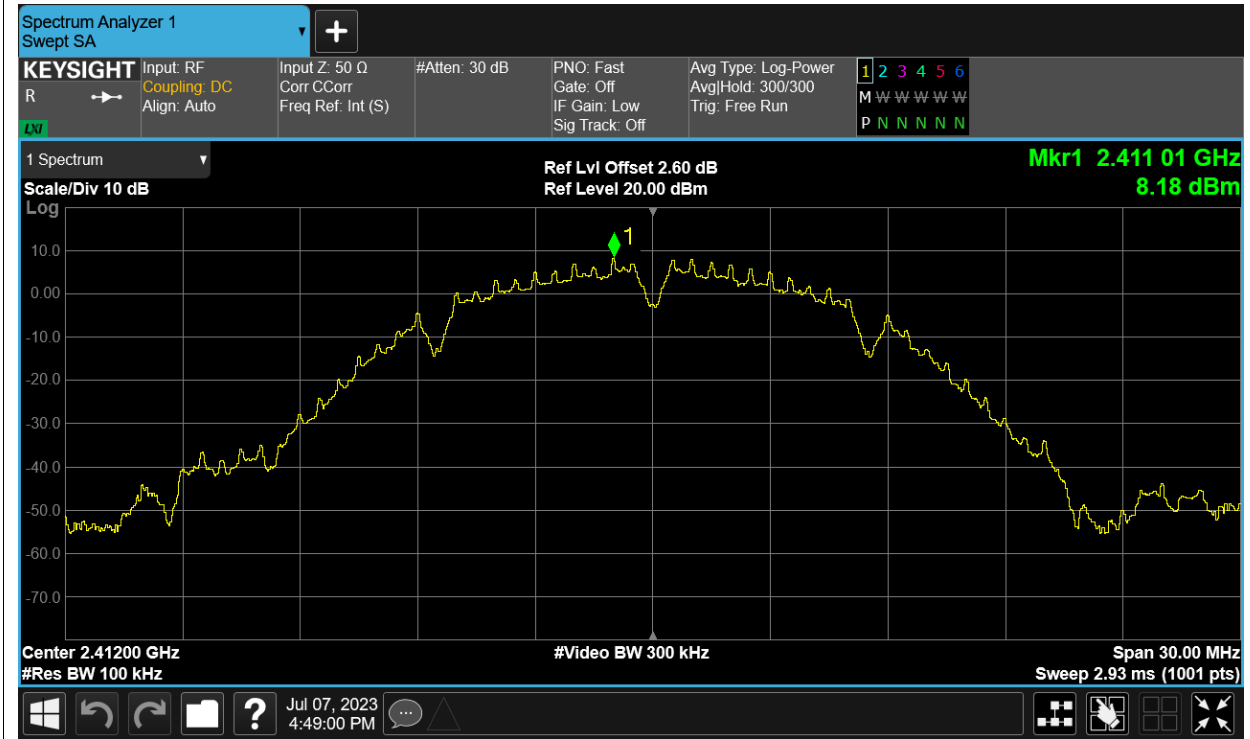 Spectrum Analyzer 1
Swept SA
KEYSIGHT
R
LXI
Input: RF
Coupling: DC
Align: Auto
Input Z: 50 Ω
Corr CCorr
Freq Ref: Int (S)
#Atten: 30 dB
PNO: Fast
Gate: Off
IF Gain: Low
Sig Track: Off
Avg Type: Log-Power
Avg|Hold: 300/300
Trig: Free Run
1 2 3 4 5 6
M W W W W W
P N N N N N
1 Spectrum
Scale/Div 10 dB
Ref Lvl Offset 2.60 dB
Ref Level 20.00 dBm
Mkr1 2.411 01 GHz
8.18 dBm
Log
1
10.0
0.00
-10.0
-20.0
-30.0
-40.0
-50.0
-60.0
-70.0
Center 2.41200 GHz
#Res BW 100 kHz
#Video BW 300 kHz
Span 30.00 MHz
Sweep 2.93 ms (1001 pts)
?
Jul 07, 2023
4:49:00 PM